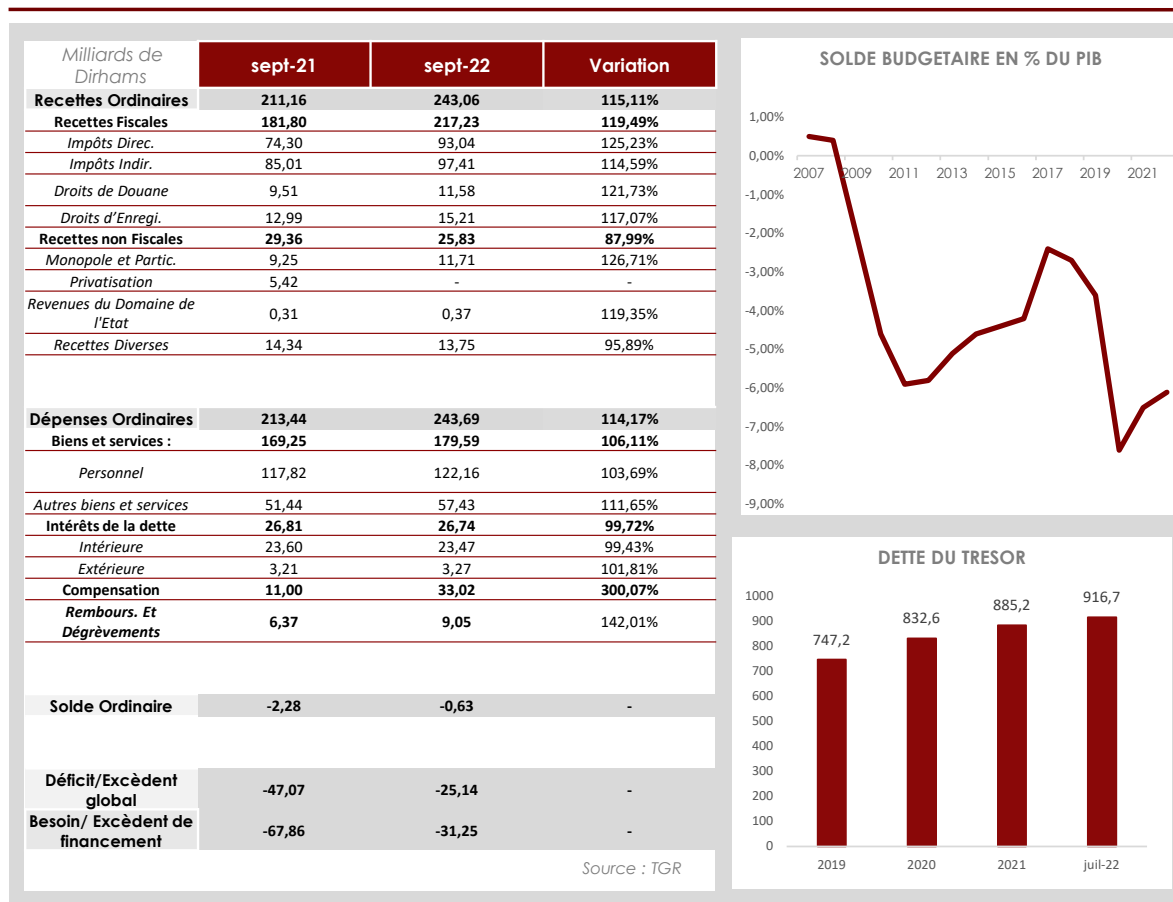 Milliards de
Dirhams
sept-21 sept-22 Variation
Recettes Ordinaires 211,16 243,06 115,11%
Recettes Fiscales 181,80 217,23 119,49%
Impôts Direc. 74,30 93,04 125,23%
Impôts Indir. 85,01 97,41 114,59%
Droits de Douane 9,51 11,58 121,73%
Droits d’Enregi. 12,99 15,21 117,07%
Recettes non Fiscales 29,36 25,83 87,99%
Monopole et Partic. 9,25 11,71 126,71%
Privatisation 5,42 - -
Revenues du Domaine de
l'Etat 0,31 0,37 119,35%
Recettes Diverses 14,34 13,75 95,89%
Dépenses Ordinaires 213,44 243,69 114,17%
Biens et services : 169,25 179,59 106,11%
Personnel 117,82 122,16 103,69%
Autres biens et services 51,44 57,43 111,65%
Intérêts de la dette 26,81 26,74 99,72%
Intérieure 23,60 23,47 99,43%
Extérieure 3,21 3,27 101,81%
Compensation 11,00 33,02 300,07%
Rembours. Et
Dégrèvements 6,37 9,05 142,01%
Solde Ordinaire -2,28 -0,63 -
Déficit/Excèdent
global -47,07 -25,14 -
Besoin/ Excèdent de
financement -67,86 -31,25 -
Source : TGR
SOLDE BUDGETAIRE EN % DU PIB
1,00%
0,00%
2007 2009 2011 2013 2015 2017 2019 2021
-1,00%
-2,00%
-3,00%
-4,00%
-5,00%
-6,00%
-7,00%
-8,00%
-9,00%
DETTE DU TRESOR
1000
900
800
700
600
500
400
300
200
100
0
747,2 832,6 885,2 916,7
2019 2020 2021 juil-22